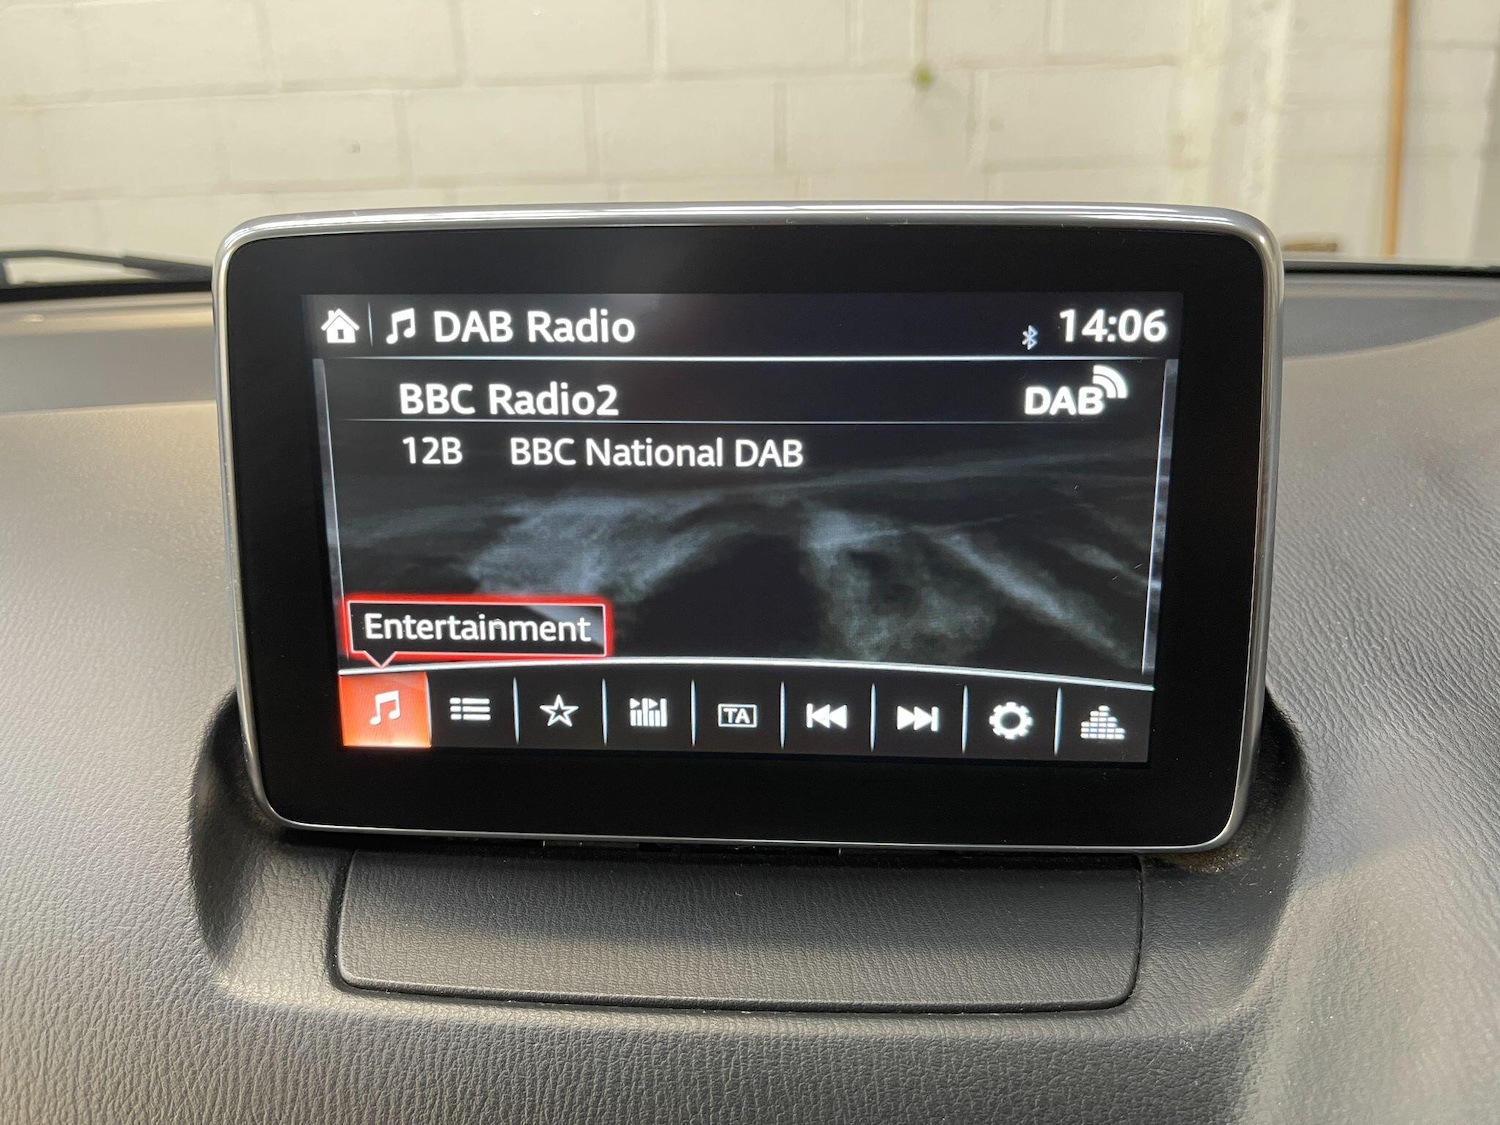 DAB Radio 14:06
BBC Radio2 DAB
12B BBC National DAB
Entertainment
TA